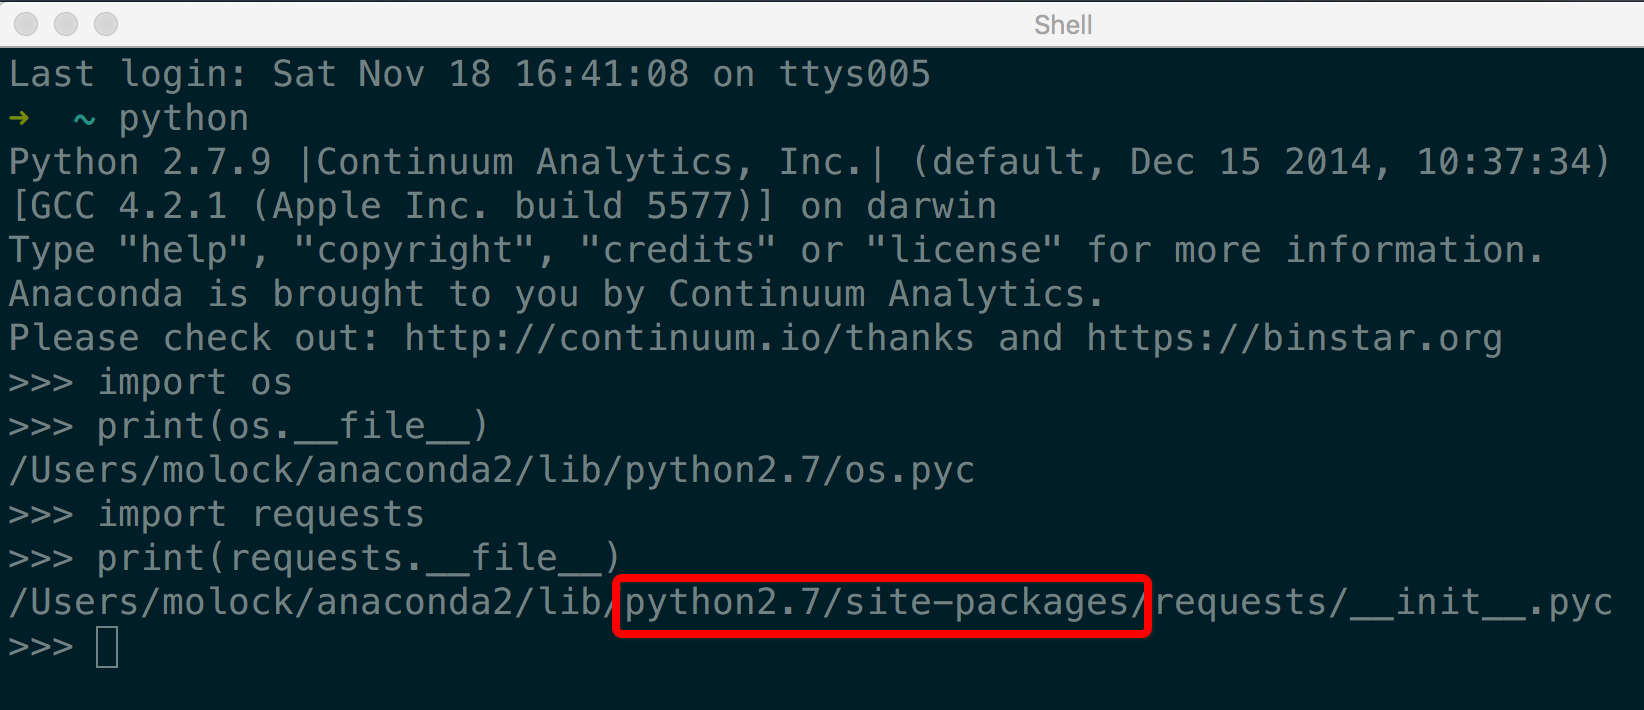 Shell
Last login: Sat Nov 18 16:41:08 on ttys005
➜  ~ python
Python 2.7.9 |Continuum Analytics, Inc.| (default, Dec 15 2014, 10:37:34)
[GCC 4.2.1 (Apple Inc. build 5577)] on darwin
Type "help", "copyright", "credits" or "license" for more information.
Anaconda is brought to you by Continuum Analytics.
Please check out: http://continuum.io/thanks and https://binstar.org
>>> import os
>>> print(os.__file__)
/Users/molock/anaconda2/lib/python2.7/os.pyc
>>> import requests
>>> print(requests.__file__)
/Users/molock/anaconda2/lib/python2.7/site-packages/requests/__init__.pyc
>>>